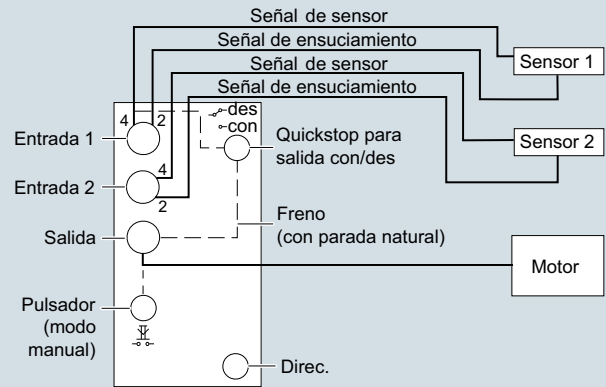 Señal de sensor
Señal de ensuciamiento
Señal de sensor
Señal de ensuciamiento
Sensor 1
Sensor 2
4 2
des
con
Entrada 1
Quickstop para
salida con/des
Entrada 2
4
2
Freno
(con parada natural)
Salida
Motor
Pulsador
(modo
manual)
Direc.